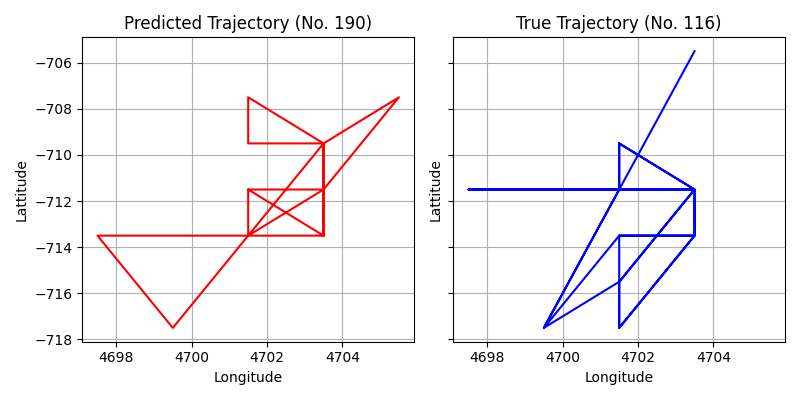 Predicted Trajectory (No. 190)
True Trajectory (No. 116)
Lattitude
−706
−708
−710
−712
−714
−716
−718
4698 4700 4702 4704
Longitude
Lattitude
4698 4700 4702 4704
Longitude